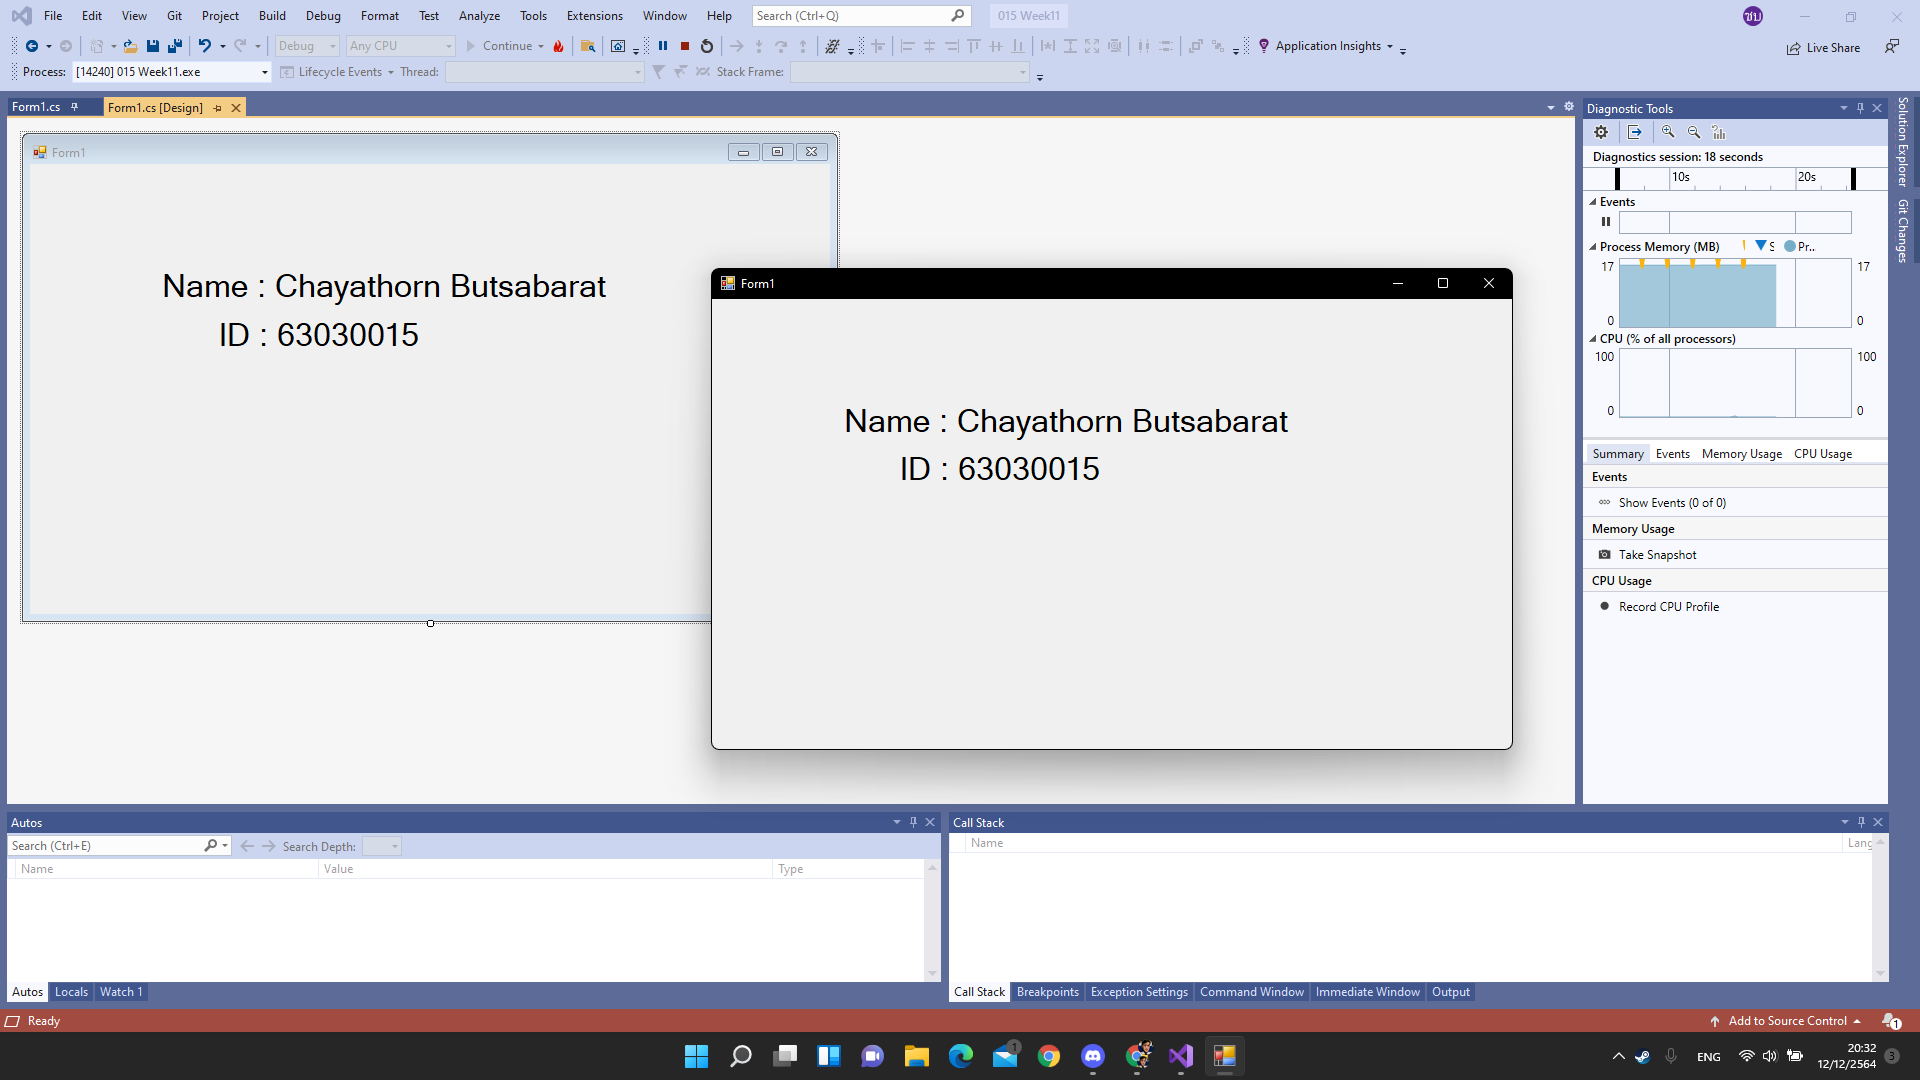 File Edit View Git Project Build Debug Format Test Analyze Tools Extensions Window Help Search (Ctrl+Q) 015 Week11 ซบ
Debug Any CPU Continue Application Insights Live Share
Process: [14240] 015 Week11.exe Lifecycle Events Thread: Stack Frame:
Form1.cs Form1.cs [Design]
Form1
Name : Chayathorn Butsabarat
ID : 63030015
Form1
Name : Chayathorn Butsabarat
ID : 63030015
Diagnostic Tools
Diagnostics session: 18 seconds
10s 20s
Events
Process Memory (MB) S Pr...
17 17
0 0
CPU (% of all processors)
100 100
0 0
Summary Events Memory Usage CPU Usage
Events
Show Events (0 of 0)
Memory Usage
Take Snapshot
CPU Usage
Record CPU Profile
Solution Explorer
Git Changes
Autos
Search (Ctrl+E) Search Depth:
Name Value Type
Autos Locals Watch 1
Call Stack
Name Lang
Call Stack Breakpoints Exception Settings Command Window Immediate Window Output
Ready Add to Source Control 1
1
ENG 20:32
12/12/2564 3